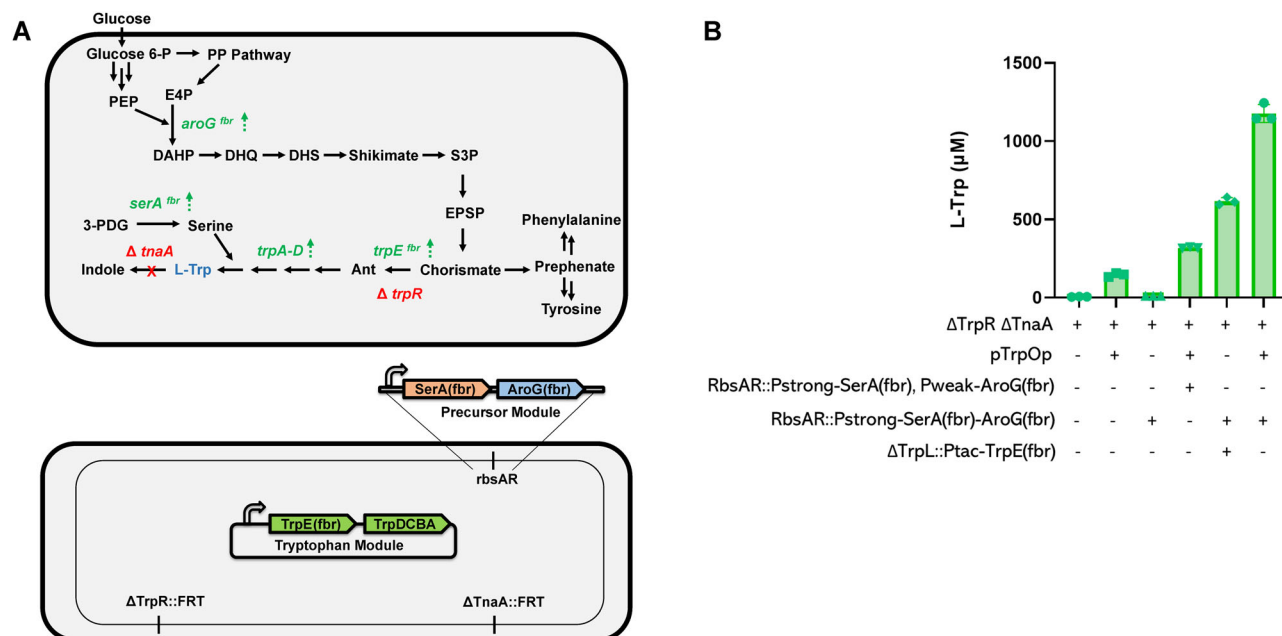 A
Glucose
Glucose 6-P
PP Pathway
PEP
E4P
aroG fbr
DAHP
DHQ
DHS
Shikimate
S3P
serA fbr
EPSP
3-PDG
Serine
Phenylalanine
Δ tnaA
trpA-D
trpE fbr
Indole
L-Trp
Ant
Chorismate
Prephenate
Δ trpR
Tyrosine
SerA(fbr)
AroG(fbr)
Precursor Module
rbsAR
TrpE(fbr)
TrpDCBA
Tryptophan Module
ΔTrpR::FRT
ΔTnaA::FRT
B
L-Trp (μM)
1500
1000
500
0
ΔTrpR ΔTnaA + + + + + +
pTrpOp - + - + + +
RbsAR::Pstrong-SerA(fbr), Pweak-AroG(fbr) - - - + - -
RbsAR::Pstrong-SerA(fbr)-AroG(fbr) - - + - + +
ΔTrpL::Ptac-TrpE(fbr) - - - - + -